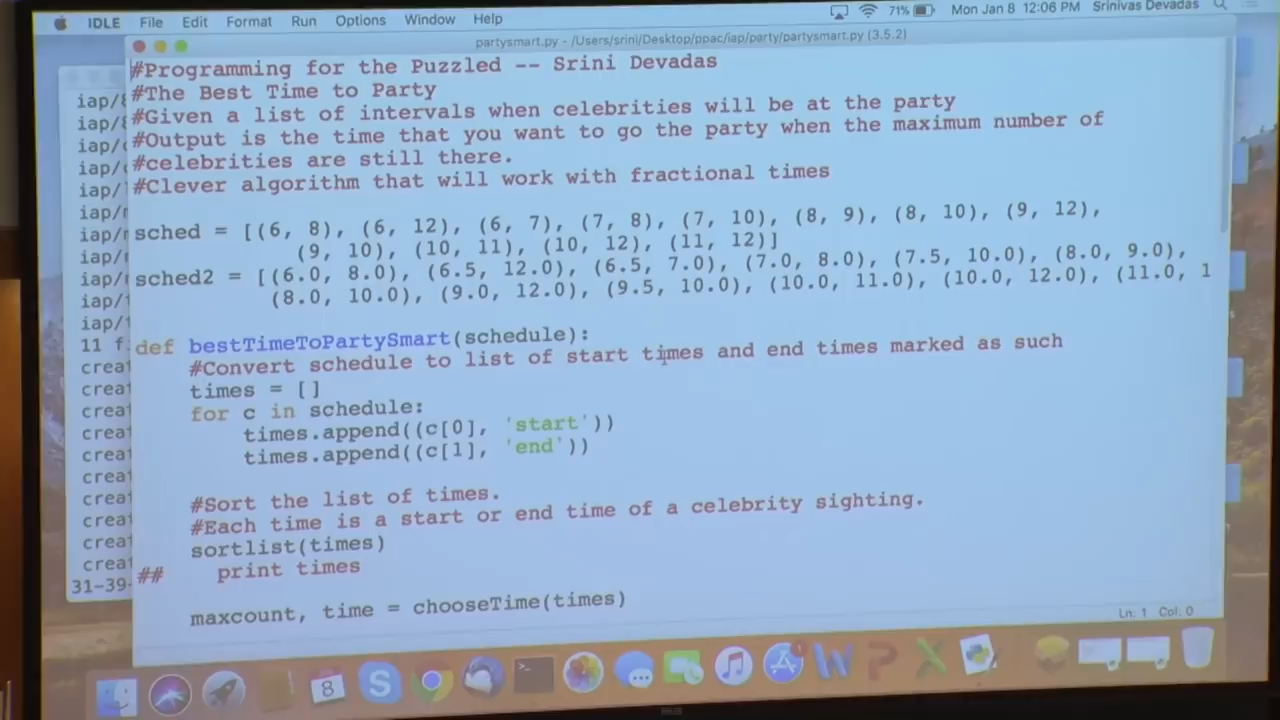 IDLE File Edit Format Run Options Window Help 71% Mon Jan 8 12:06 PM Srinivas Devadas
partysmart.py - /Users/srini/Desktop/ppac/iap/party/partysmart.py (3.5.2)
#Programming for the Puzzled -- Srini Devadas
#The Best Time to Party
#Given a list of intervals when celebrities will be at the party
#Output is the time that you want to go the party when the maximum number of
#celebrities are still there.
#Clever algorithm that will work with fractional times
sched = [(6, 8), (6, 12), (6, 7), (7, 8), (7, 10), (8, 9), (8, 10), (9, 12),
(9, 10), (10, 11), (10, 12), (11, 12)]
sched2 = [(6.0, 8.0), (6.5, 12.0), (6.5, 7.0), (7.0, 8.0), (7.5, 10.0), (8.0, 9.0),
(8.0, 10.0), (9.0, 12.0), (9.5, 10.0), (10.0, 11.0), (10.0, 12.0), (11.0, 1
def bestTimeToPartySmart(schedule):
#Convert schedule to list of start times and end times marked as such
times = []
for c in schedule:
times.append((c[0], 'start'))
times.append((c[1], 'end'))
#Sort the list of times.
#Each time is a start or end time of a celebrity sighting.
sortlist(times)
## print times
maxcount, time = chooseTime(times)
Ln: 1 Col: 0
iap/
iap/
iap/
iap/
iap/
iap/
iap/
iap/
iap/
iap/
11 f
crea
crea
crea
crea
crea
crea
crea
crea
crea
crea
31-39-
8